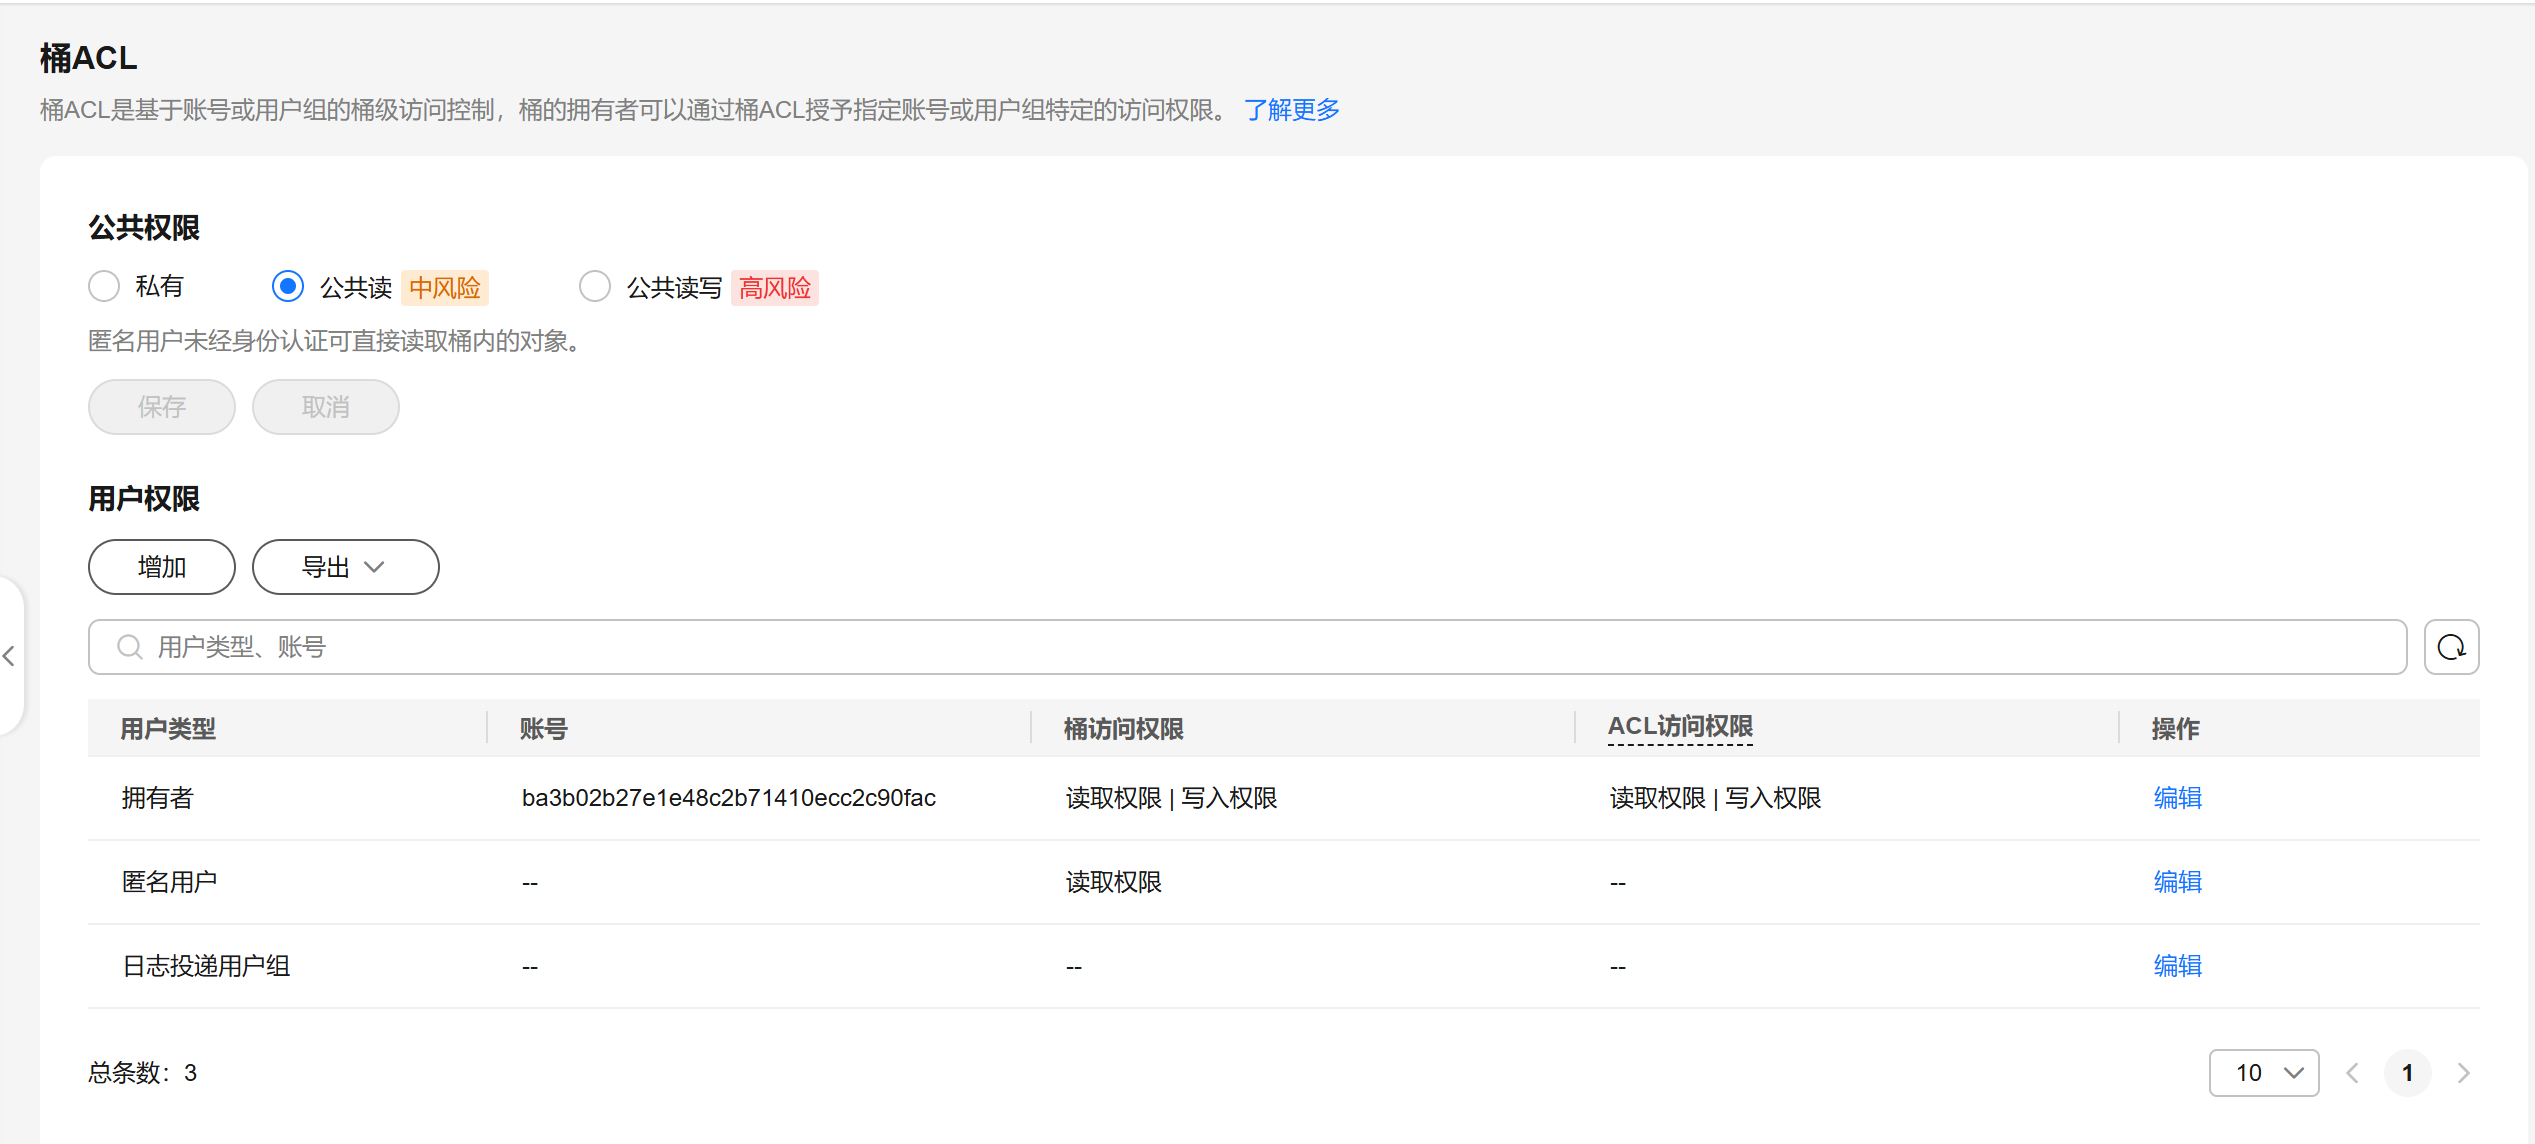 桶ACL
桶ACL是基于账号或用户组的桶级访问控制，桶的拥有者可以通过桶ACL授予指定账号或用户组特定的访问权限。 了解更多
公共权限
私有 公共读 中风险 公共读写 高风险
匿名用户未经身份认证可直接读取桶内的对象。
保存 取消
用户权限
增加 导出
用户类型、账号
用户类型 账号 桶访问权限 ACL访问权限 操作
拥有者 ba3b02b27e1e48c2b71410ecc2c90fac 读取权限 | 写入权限 读取权限 | 写入权限 编辑
匿名用户 -- 读取权限 -- 编辑
日志投递用户组 -- -- -- 编辑
总条数：3 10 1